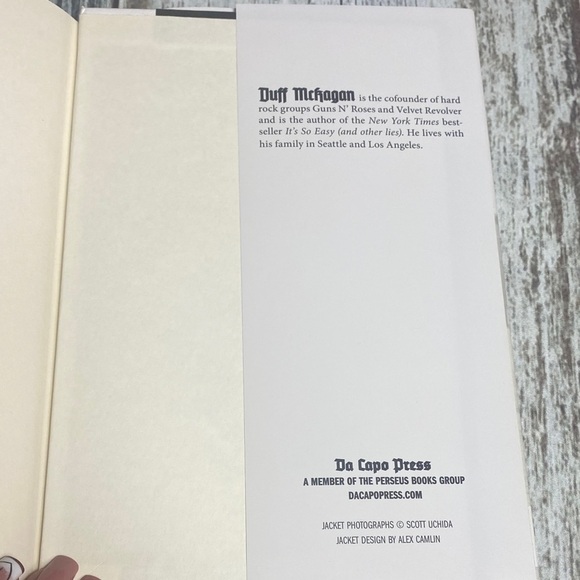 Duff McKagan is the cofounder of hard
rock groups Guns N' Roses and Velvet Revolver
and is the author of the New York Times best-
seller It's So Easy (and other lies). He lives with
his family in Seattle and Los Angeles.
Da Capo Press
A MEMBER OF THE PERSEUS BOOKS GROUP
DACAPOPRESS.COM
JACKET PHOTOGRAPHS © SCOTT UCHIDA
JACKET DESIGN BY ALEX CAMLIN